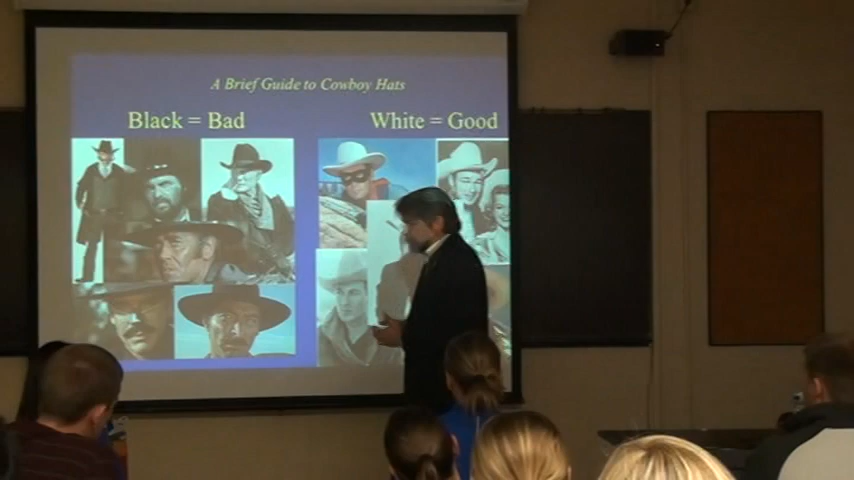 A Brief Guide to Cowboy Hats
Black = Bad
White = Good